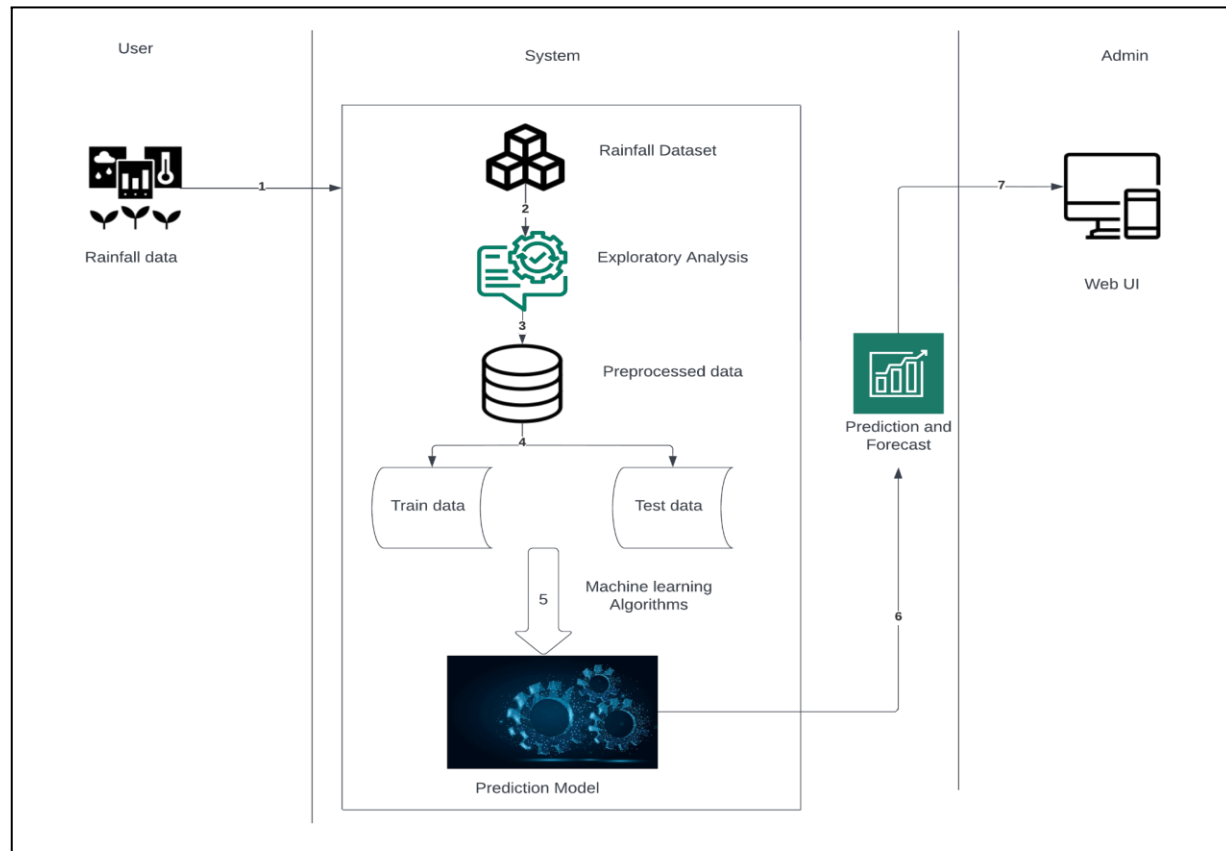 User
System
Admin
Rainfall Dataset
1
7
2
Rainfall data
Exploratory Analysis
Web UI
3
Preprocessed data
Prediction and
Forecast
4
Train data
Test data
Machine learning
Algorithms
5
6
Prediction Model